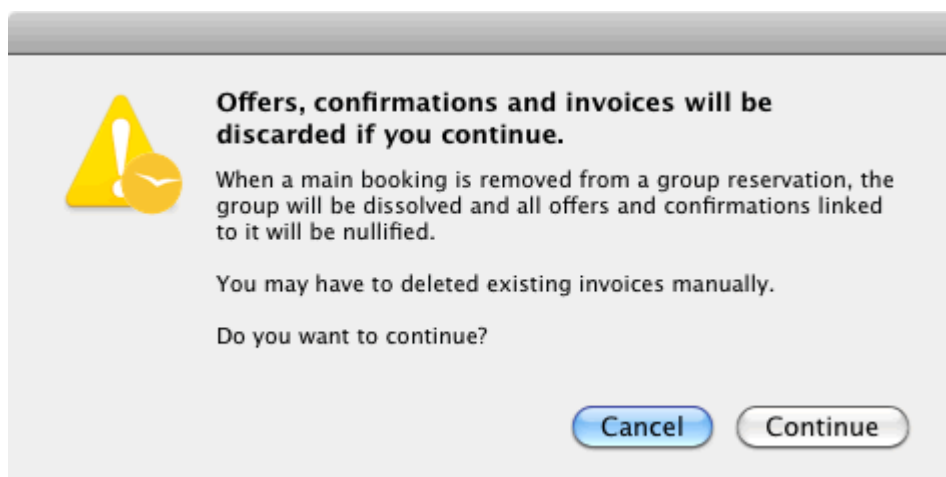 Offers, confirmations and invoices will be
discarded if you continue.
When a main booking is removed from a group reservation, the
group will be dissolved and all offers and confirmations linked
to it will be nullified.
You may have to deleted existing invoices manually.
Do you want to continue?
Cancel Continue